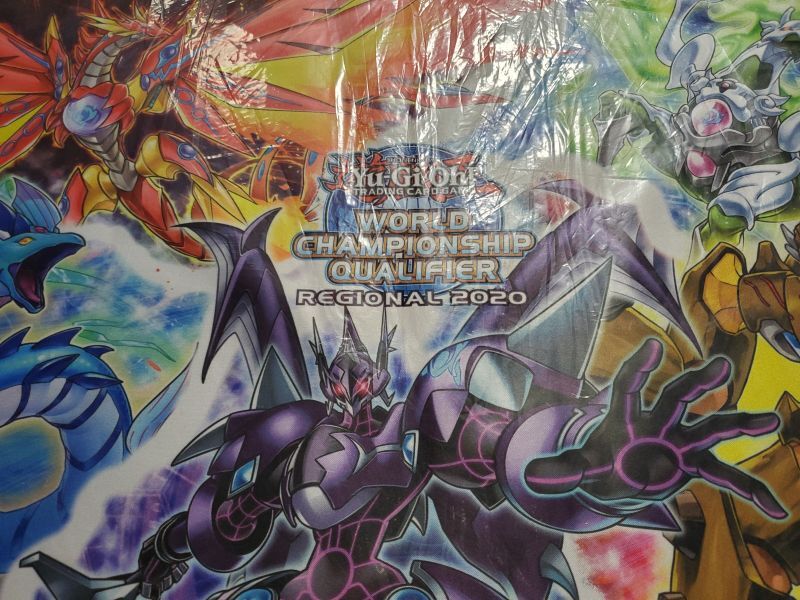 Yu-Gi-Oh!
TRADING CARD GAME
WORLD
CHAMPIONSHIP
QUALIFIER
REGIONAL 2020